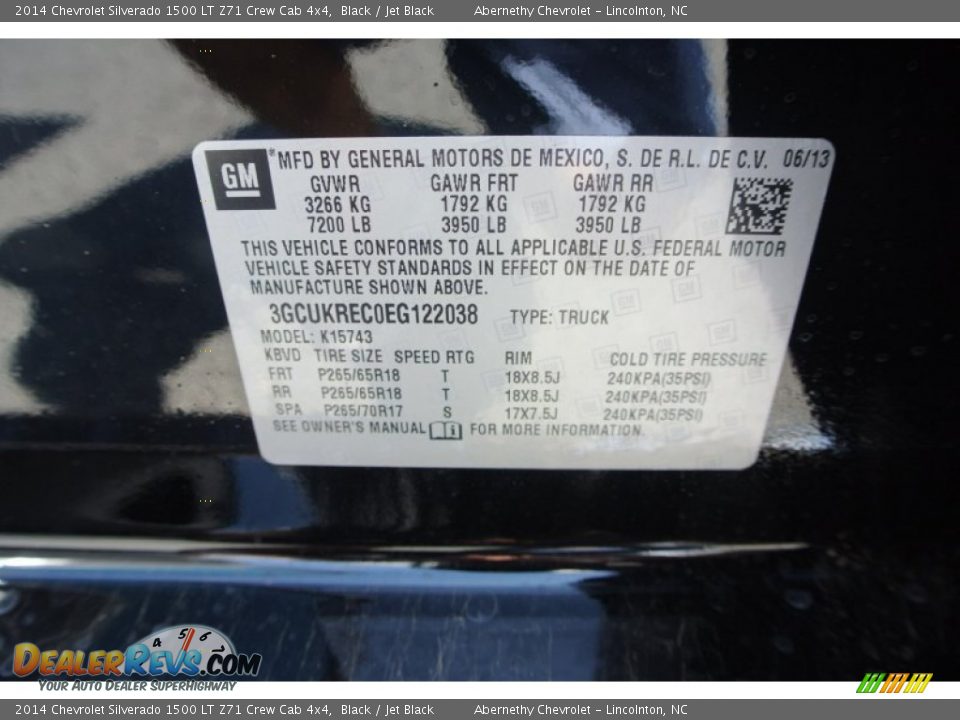 2014 Chevrolet Silverado 1500 LT Z71 Crew Cab 4x4, Black / Jet Black Abernethy Chevrolet - Lincolnton, NC
GM *MFD BY GENERAL MOTORS DE MEXICO, S. DE R.L. DE C.V. 06/13
GVWR GAWR FRT GAWR RR
3266 KG 1792 KG 1792 KG
7200 LB 3950 LB 3950 LB
THIS VEHICLE CONFORMS TO ALL APPLICABLE U.S. FEDERAL MOTOR
VEHICLE SAFETY STANDARDS IN EFFECT ON THE DATE OF
MANUFACTURE SHOWN ABOVE.
3GCUKREC0EG122038 TYPE: TRUCK
MODEL: K15743
KBVD TIRE SIZE SPEED RTG RIM COLD TIRE PRESSURE
FRT P265/65R18 T 18X8.5J 240KPA(35PSI)
RR P265/65R18 T 18X8.5J 240KPA(35PSI)
SPA P265/70R17 S 17X7.5J 240KPA(35PSI)
SEE OWNER'S MANUAL FOR MORE INFORMATION.
4 5 6
DEALERREVS.COM
YOUR AUTO DEALER SUPERHIGHWAY
2014 Chevrolet Silverado 1500 LT Z71 Crew Cab 4x4, Black / Jet Black Abernethy Chevrolet - Lincolnton, NC